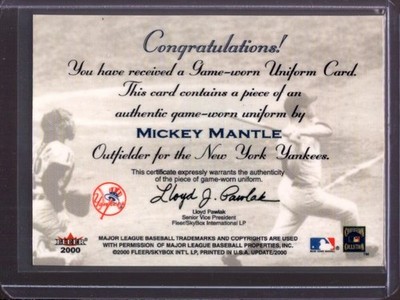 Congratulations!
You have received a Game-worn Uniform Card.
This card contains a piece of an
authentic game-worn uniform by
MICKEY MANTLE
Outfielder for the New York Yankees.
This certificate expressly warrants the authenticity
of the piece of game-worn uniform.
Lloyd J. Pawlak
Lloyd Pawlak
Senior Vice President
Fleer/SkyBox International LP
FLEER
2000
MAJOR LEAGUE BASEBALL TRADEMARKS AND COPYRIGHTS ARE USED
WITH PERMISSION OF MAJOR LEAGUE BASEBALL PROPERTIES, INC.
©2000 FLEER/SKYBOX INT'L LP, PRINTED IN U.S.A. UPDATE/2000